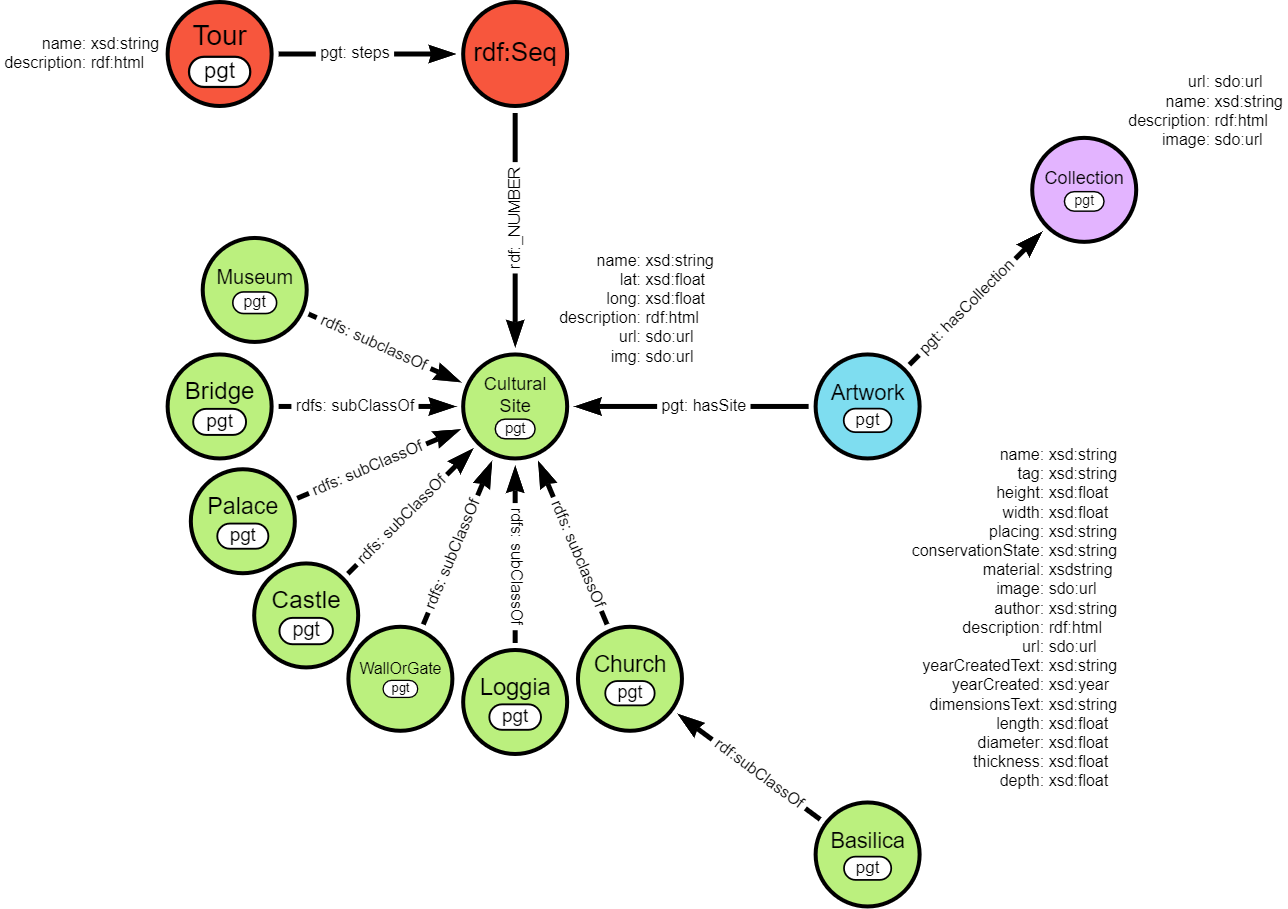 Tour
pgt
name: xsd:string
description: rdf:html
pgt: steps
rdf:Seq
rdf:_NUMBER
url: sdo:url
name: xsd:string
description: rdf:html
image: sdo:url
Collection
pgt
pgt: hasCollection
Museum
pgt
rdfs: subclassOf
name: xsd:string
lat: xsd:float
long: xsd:float
description: rdf:html
url: sdo:url
img: sdo:url
Bridge
pgt
rdfs: subClassOf
Cultural
Site
pgt
pgt: hasSite
Artwork
pgt
Palace
pgt
rdfs: subClassOf
Castle
pgt
rdfs: subClassOf
WallOrGate
pgt
rdfs: subClassOf
Loggia
pgt
rdfs: subClassOf
Church
pgt
rdfs: subclassOf
name: xsd:string
tag: xsd:string
height: xsd:float
width: xsd:float
placing: xsd:string
conservationState: xsd:string
material: xsdstring
image: sdo:url
author: xsd:string
description: rdf:html
url: sdo:url
yearCreatedText: xsd:string
yearCreated: xsd:year
dimensionsText: xsd:string
length: xsd:float
diameter: xsd:float
thickness: xsd:float
depth: xsd:float
rdf:subClassOf
Basilica
pgt